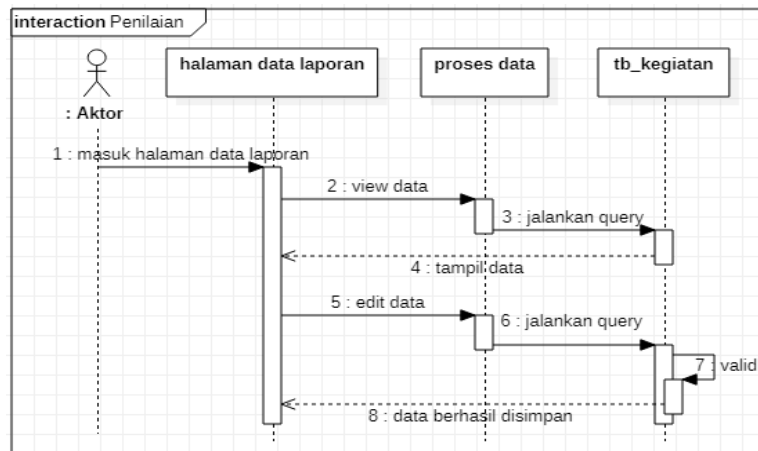 interaction Penilaian
halaman data laporan
proses data
tb_kegiatan
: Aktor
1 : masuk halaman data laporan
2 : view data
3 : jalankan query
4 : tampil data
5 : edit data
6 : jalankan query
7 : valid
8 : data berhasil disimpan